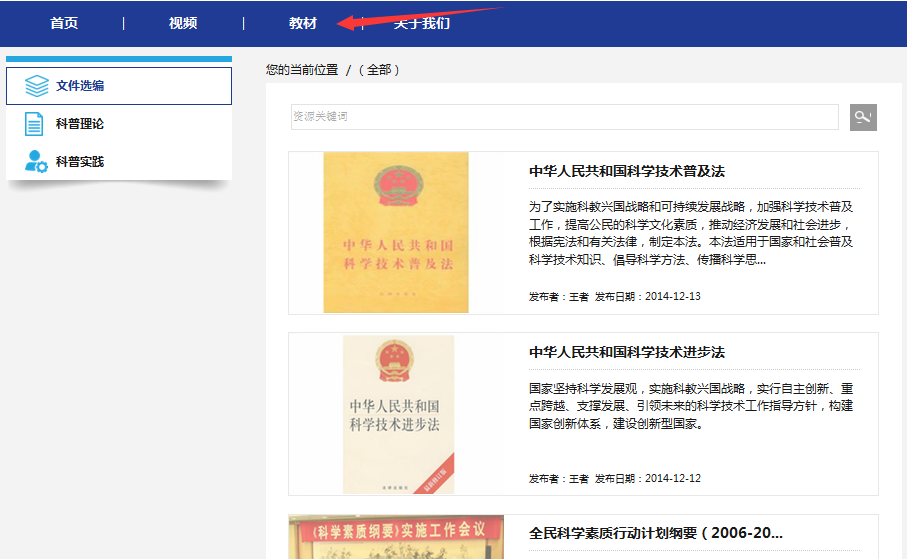 首页 | 视频 | 教材 | 关于我们
文件选编
科普理论
科普实践
您的当前位置 / ( 全部 )
资源关键词
中华人民共和国
科学技术普及法
中华人民共和国科学技术普及法
为了实施科教兴国战略和可持续发展战略，加强科学技术普及
工作，提高公民的科学文化素质，推动经济发展和社会进步，
根据宪法和有关法律，制定本法。本法适用于国家和社会普及
科学技术知识、倡导科学方法、传播科学思...
发布者：王者 发布日期：2014-12-13
中华人民共和国
科学技术进步法
最新修订版
中华人民共和国科学技术进步法
国家坚持科学发展观，实施科教兴国战略，实行自主创新、重
点跨越、支撑发展、引领未来的科学技术工作指导方针，构建
国家创新体系，建设创新型国家。
发布者：王者 发布日期：2014-12-12
《科学素质纲要》实施工作会议
全民科学素质行动计划纲要（2006-20...